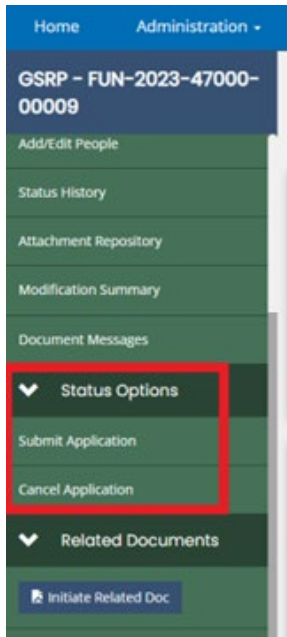 Home Administration
GSRP - FUN-2023-47000-
00009
Add/Edit People
Status History
Attachment Repository
Modification Summary
Document Messages
Status Options
Submit Application
Cancel Application
Related Documents
Initiate Related Doc